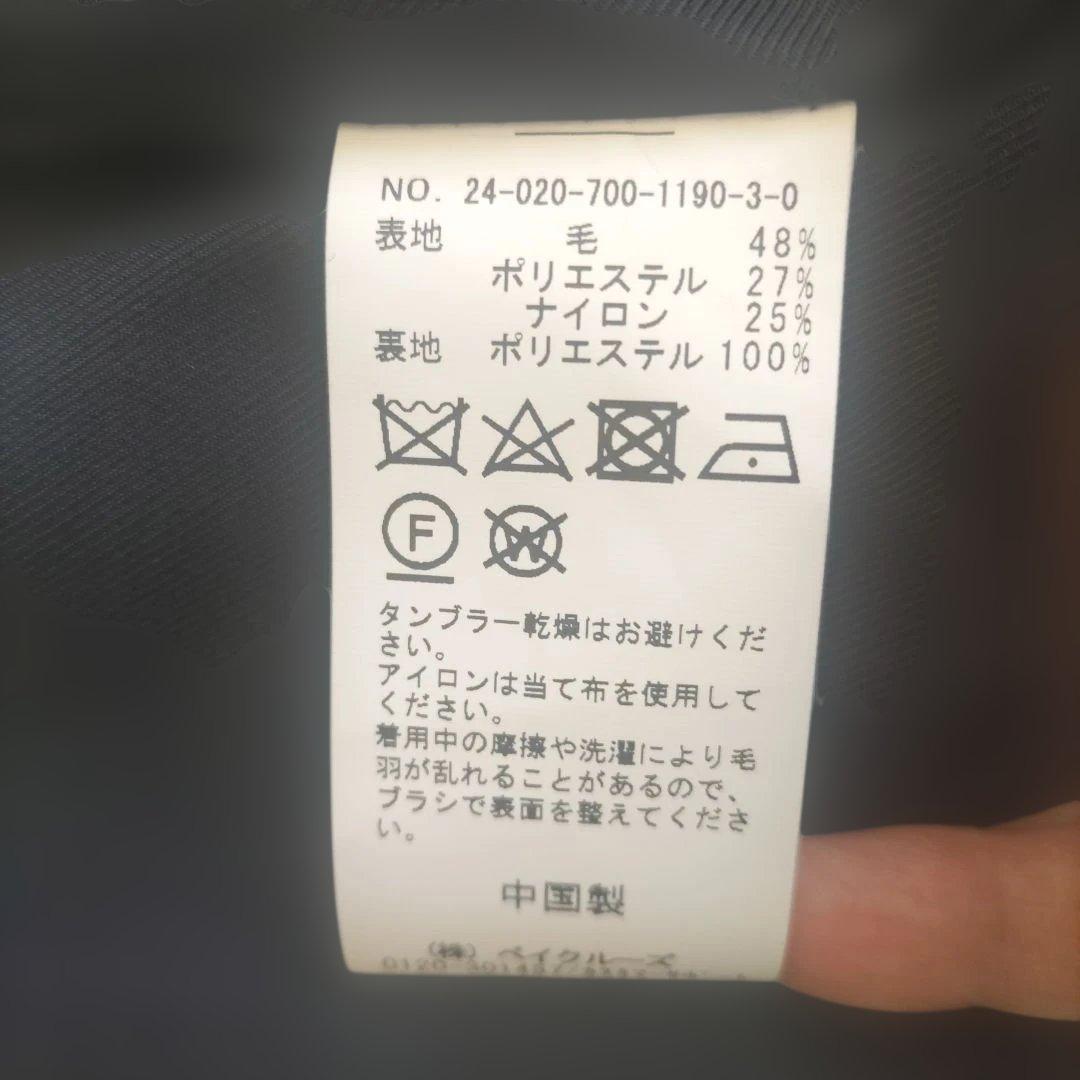 NO. 24-020-700-1190-3-0
表地 毛 48%
ポリエステル 27%
ナイロン 25%
裏地 ポリエステル 100%
F
W
タンブラー乾燥はお避けくだ
さい。
アイロンは当て布を使用して
ください。
着用中の摩擦や洗濯により毛
羽が乱れることがあるので、
ブラシで表面を整えてくださ
い。
中国製
(株) ベイクルーズ